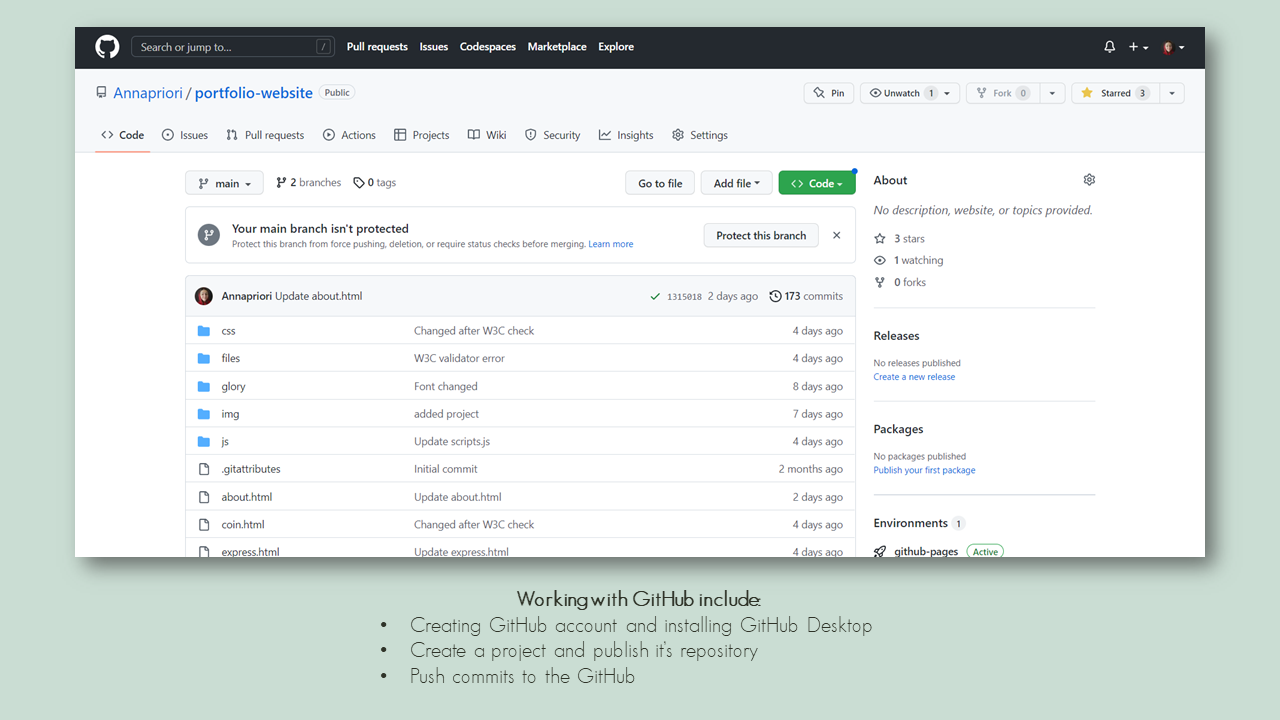 Search or jump to... /
Pull requests Issues Codespaces Marketplace Explore
Annapriori / portfolio-website Public
Pin Unwatch 1 Fork 0 Starred 3
Code Issues Pull requests Actions Projects Wiki Security Insights Settings
main 2 branches 0 tags Go to file Add file Code
Your main branch isn't protected
Protect this branch from force pushing, deletion, or require status checks before merging. Learn more
Protect this branch
Annapriori Update about.html 1315018 2 days ago 173 commits
css Changed after W3C check 4 days ago
files W3C validator error 4 days ago
glory Font changed 8 days ago
img added project 7 days ago
js Update scripts.js 4 days ago
.gitattributes Initial commit 2 months ago
about.html Update about.html 2 days ago
coin.html Changed after W3C check 4 days ago
express.html Update express.html 4 days ago
About
No description, website, or topics provided.
3 stars
1 watching
0 forks
Releases
No releases published
Create a new release
Packages
No packages published
Publish your first package
Environments 1
github-pages Active
Working with GitHub include:
• Creating GitHub account and installing GitHub Desktop
• Create a project and publish it's repository
• Push commits to the GitHub